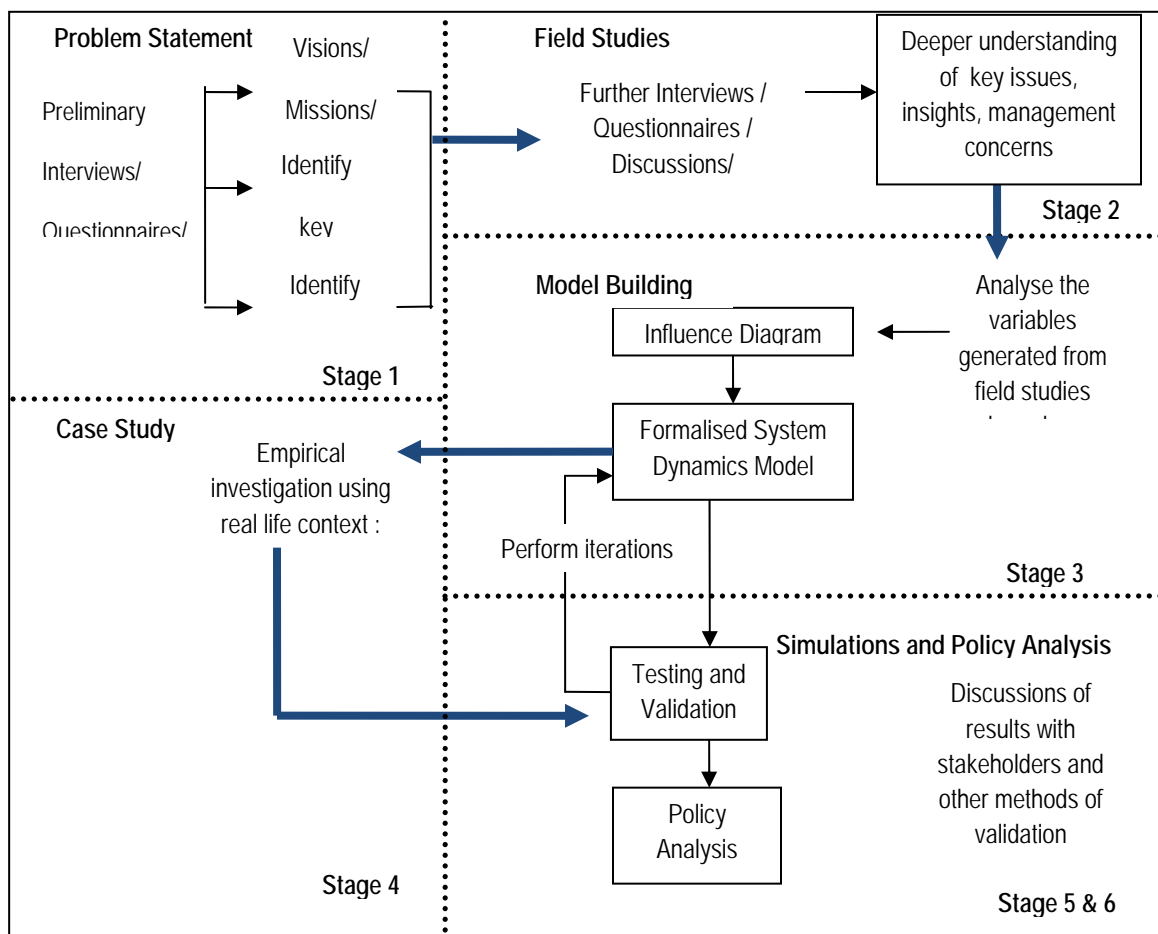 Problem Statement
Visions/
Preliminary
Missions/
Interviews/
Identify
Questionnaires/
key
Identify
Stage 1
Field Studies
Further Interviews /
Questionnaires /
Discussions/
Deeper understanding
of key issues,
insights, management
concerns
Stage 2
Model Building
Analyse the
variables
generated from
field studies
Influence Diagram
Formalised System
Dynamics Model
Perform iterations
Stage 3
Case Study
Empirical
investigation using
real life context :
Stage 4
Simulations and Policy Analysis
Testing and
Validation
Policy
Analysis
Discussions of
results with
stakeholders and
other methods of
validation
Stage 5 & 6